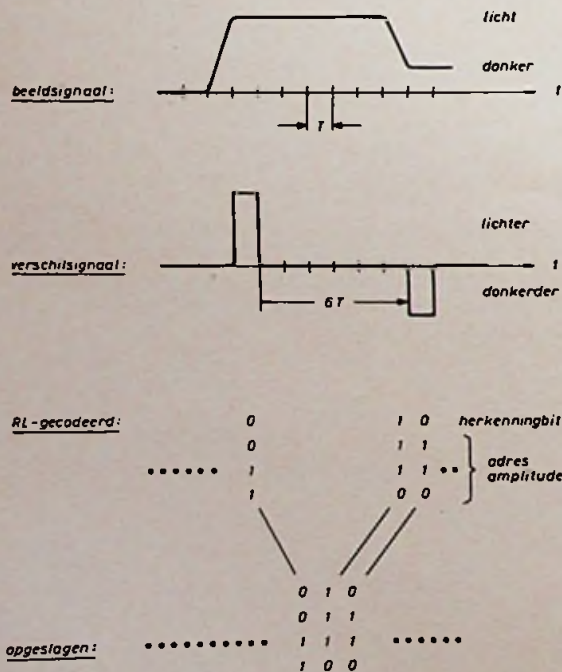 licht
donker
beeldsignaal: t
T
lichter
verschilsignaal: t
donkerder
6T
RL-gecodeerd: 0 1 0 herkenningbit
0 1 1
...... 1 1 1 .. adres
1 0 0 amplitude
0 1 0
0 1 1
opgeslagen: .......... 1 1 1 ......
1 0 0